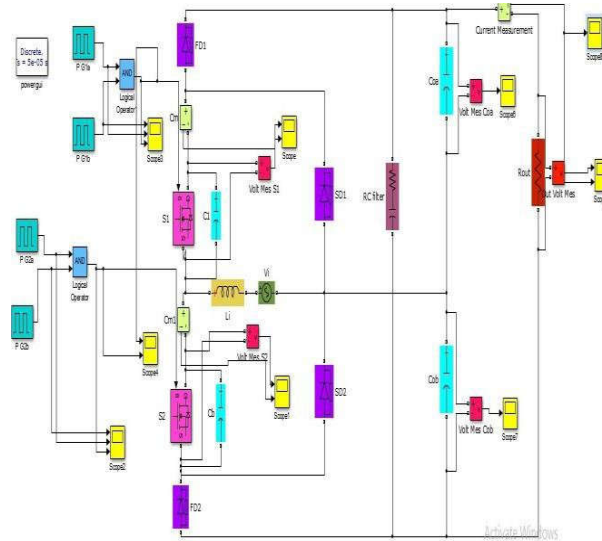 FD1
Current Measurement
Discrete,
s = 5e-05 s
powergui
P G1a
AND
Logical
Operator'
Cm
Scope
Coa
Volt Mes Coa
Scope6
P G1b
Scope3
Volt Mes S1
S1
C1
SD1
RC filter
Rout
out Volt Mes
P G2a
AND
Logical
Operator
Vi
Li
Cm1
P G2b
Scope4
Volt Mes S2
Scope1
S2
Cb
SD2
Cob
Volt Mes Cob
Scope7
Scope2
FD2
Activate Windows